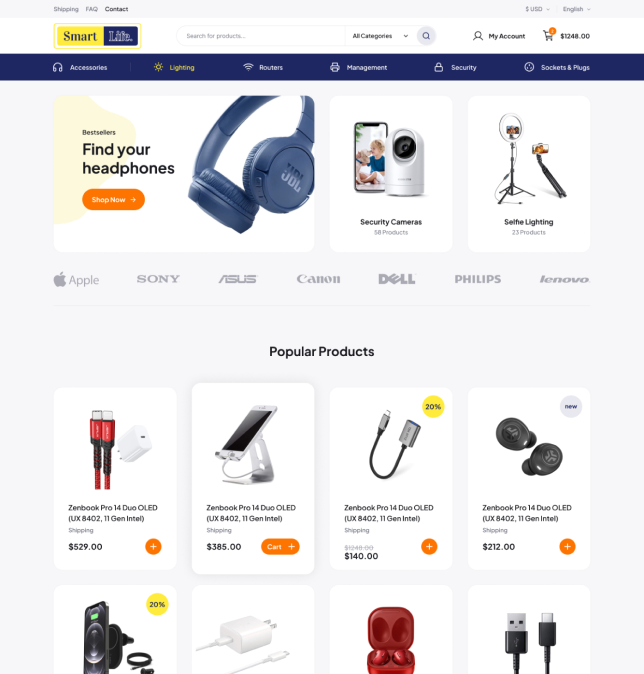 Shipping FAQ Contact
$ USD English
Smart Life
Search for products...
All Categories
My Account
2
$1248.00
Accessories
Lighting
Routers
Management
Security
Sockets & Plugs
Bestsellers
Find your
headphones
Shop Now
JBL
Security Cameras
58 Products
Selfie Lighting
23 Products
Apple
SONY
ASUS
Canon
DELL
PHILIPS
lenovo
Popular Products
Zenbook Pro 14 Duo OLED
(UX 8402, 11 Gen Intel)
Shipping
$529.00
Zenbook Pro 14 Duo OLED
(UX 8402, 11 Gen Intel)
Shipping
$385.00
Cart
20%
Zenbook Pro 14 Duo OLED
(UX 8402, 11 Gen Intel)
Shipping
$1248.00
$140.00
new
Zenbook Pro 14 Duo OLED
(UX 8402, 11 Gen Intel)
Shipping
$212.00
20%